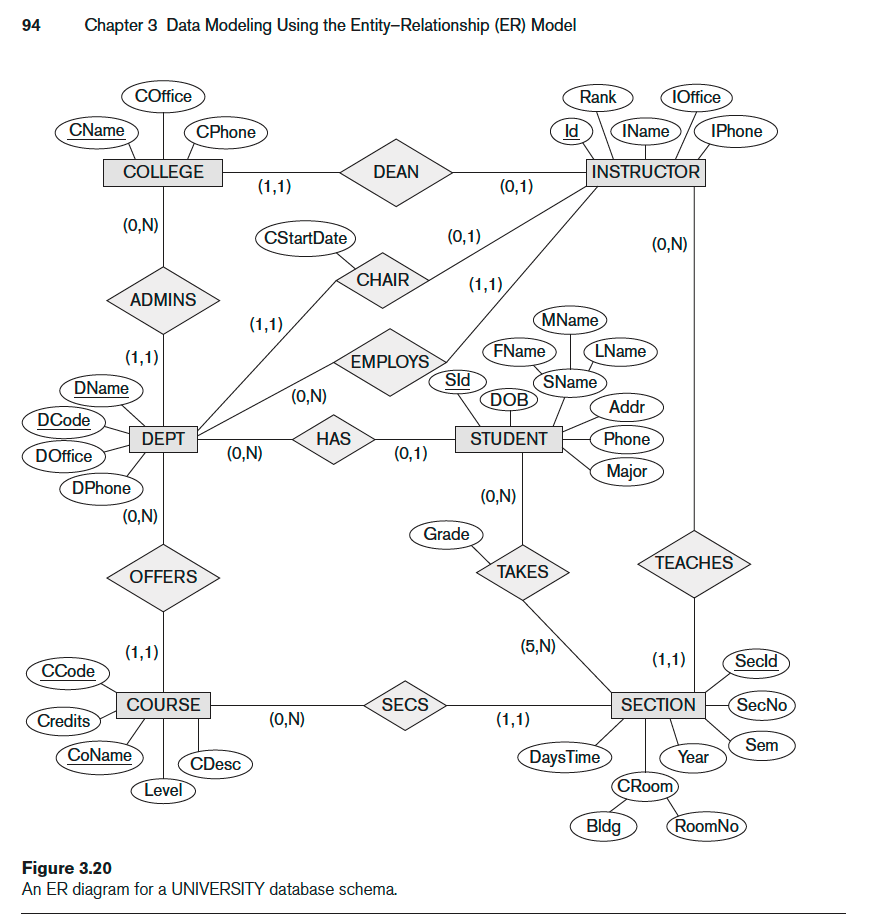 94 Chapter 3 Data Modeling Using the Entity–Relationship (ER) Model
COffice
Rank
IOffice
CName
CPhone
Id
IName
IPhone
COLLEGE
DEAN
INSTRUCTOR
(1,1)
(0,1)
(0,N)
CStartDate
(0,1)
(0,N)
CHAIR
(1,1)
ADMINS
(1,1)
MName
(1,1)
EMPLOYS
FName
LName
DName
(0,N)
SId
SName
DOB
Addr
DCode
DEPT
HAS
STUDENT
Phone
DOffice
(0,N)
(0,1)
Major
DPhone
(0,N)
(0,N)
Grade
OFFERS
TAKES
TEACHES
(1,1)
(5,N)
(1,1)
SecId
CCode
COURSE
SECS
SECTION
SecNo
Credits
(0,N)
(1,1)
Sem
CoName
CDesc
DaysTime
Year
Level
CRoom
Bldg
RoomNo
Figure 3.20
An ER diagram for a UNIVERSITY database schema.